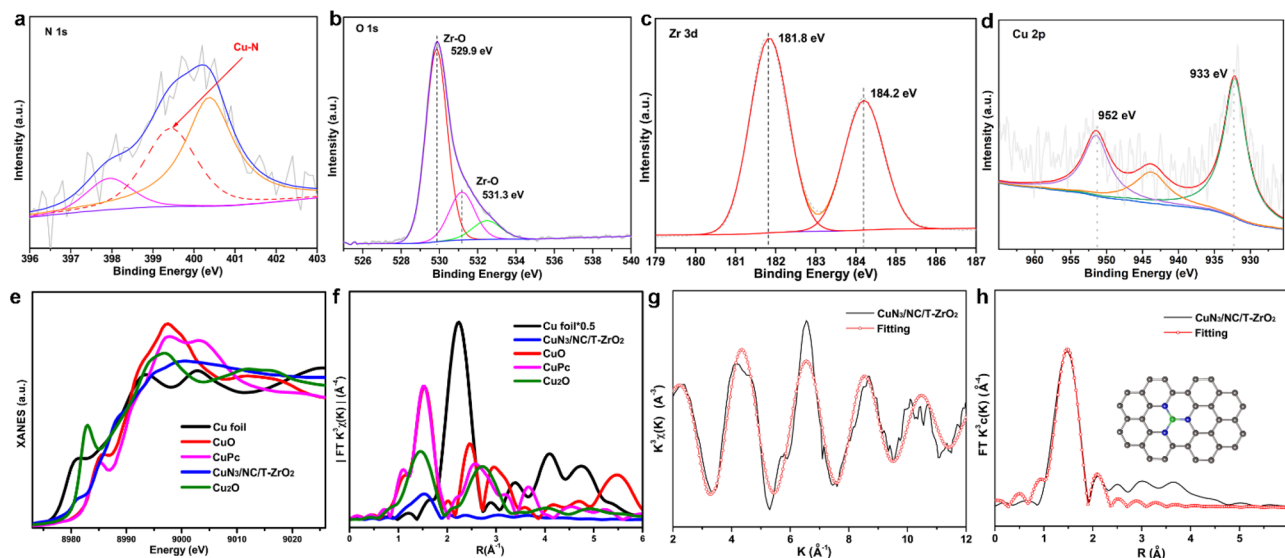 a
N 1s
Cu-N
Intensity (a.u.)
396 397 398 399 400 401 402 403
Binding Energy (eV)
b
O 1s
Zr-O
529.9 eV
Zr-O
531.3 eV
Intensity (a.u.)
526 528 530 532 534 536 538 540
Binding Energy (eV)
c
Zr 3d
181.8 eV
184.2 eV
Intensity (a.u.)
180 181 182 183 184 185 186 187
Binding Energy (eV)
d
Cu 2p
933 eV
952 eV
Intensity (a.u.)
960 950 940 930
Binding Energy (eV)
e
XANES (a.u.)
Cu foil
CuO
CuPc
CuN₃/NC/T-ZrO₂
Cu₂O
8980 8990 9000 9010 9020
Energy (eV)
f
| FT K³χ(K) | (Å⁻⁴)
Cu foil*0.5
CuN₃/NC/T-ZrO₂
CuO
CuPc
Cu₂O
0 1 2 3 4 5 6
R(Å⁻¹)
g
K³χ(K) (Å⁻³)
CuN₃/NC/T-ZrO₂
Fitting
2 4 6 8 10 12
K (Å⁻¹)
h
FT K³c(K) (Å⁻⁴)
CuN₃/NC/T-ZrO₂
Fitting
0 1 2 3 4 5
R (Å)